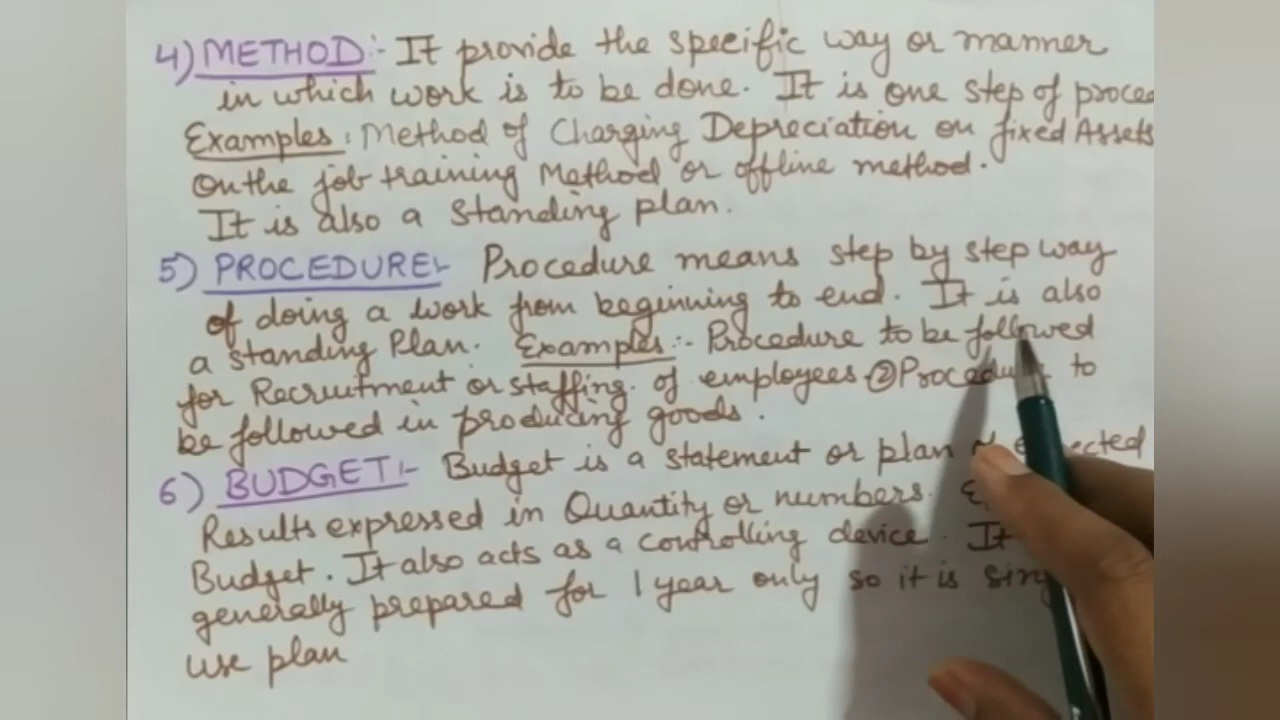 4) METHOD:- It provide the specific way or manner
in which work is to be done. It is one step of
Examples: Method of Charging Depreciation on fixed Assets
On the job training Method or offline method.
It is also a Standing plan.
5) PROCEDURE:- Procedure means step by step way
of doing a work from beginning to end. It is also
a standing Plan. Examples:- Procedure to be followed
for Recruitment or staffing. of employees ② Procedure to
be followed in producing goods.
6) BUDGET:- Budget is a statement or plan
Results expressed in Quantity or numbers.
Budget. It also acts as a controlling device. It
generally prepared for 1 year only so it is
use plan